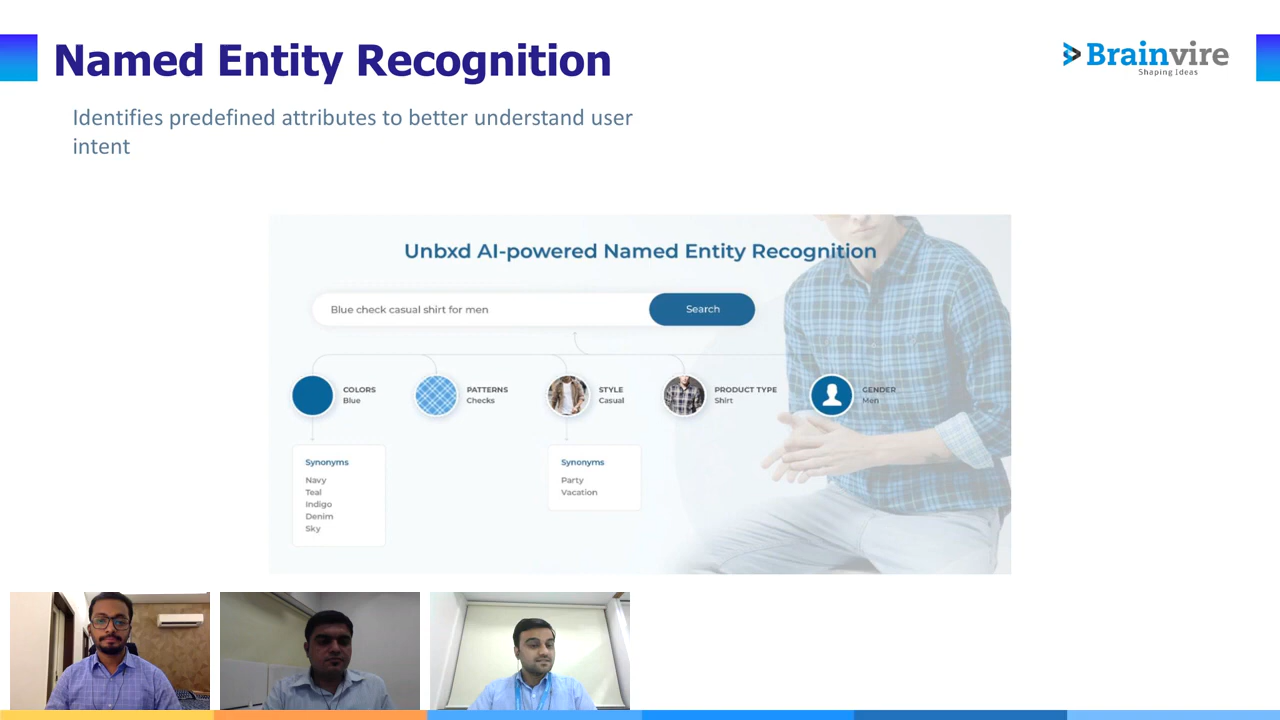 Named Entity Recognition
Brainvire
Shaping Ideas
Identifies predefined attributes to better understand user
intent
Unbxd AI-powered Named Entity Recognition
Blue check casual shirt for men
Search
COLORS
Blue
PATTERNS
Checks
STYLE
Casual
PRODUCT TYPE
Shirt
GENDER
Men
Synonyms
Navy
Teal
Indigo
Denim
Sky
Synonyms
Party
Vacation